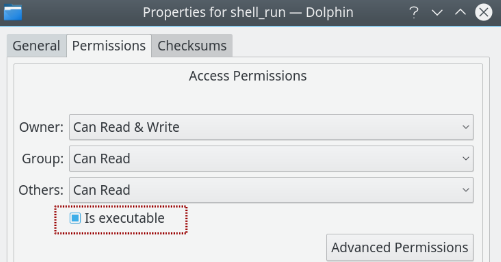 Properties for shell_run — Dolphin
General Permissions Checksums
Access Permissions
Owner: Can Read & Write
Group: Can Read
Others: Can Read
Is executable
Advanced Permissions